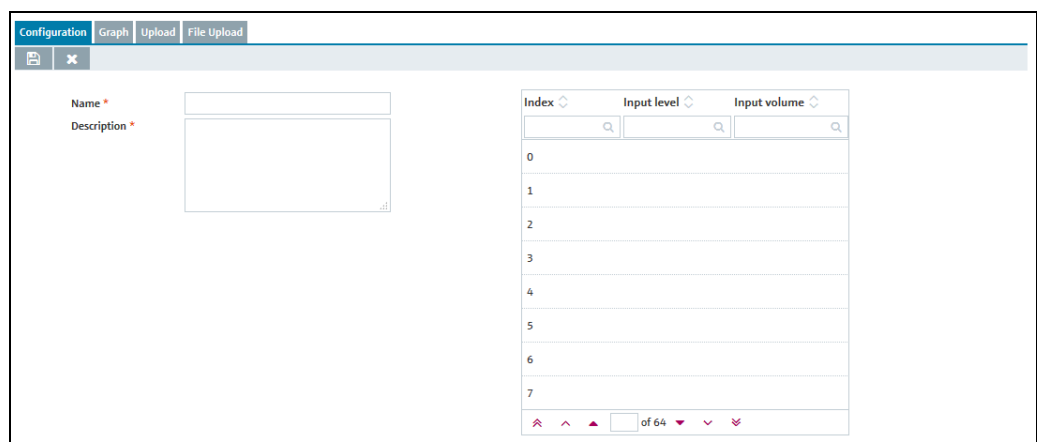 Configuration Graph Upload File Upload
Name *
Description *
Index Input level Input volume
0
1
2
3
4
5
6
7
of 64